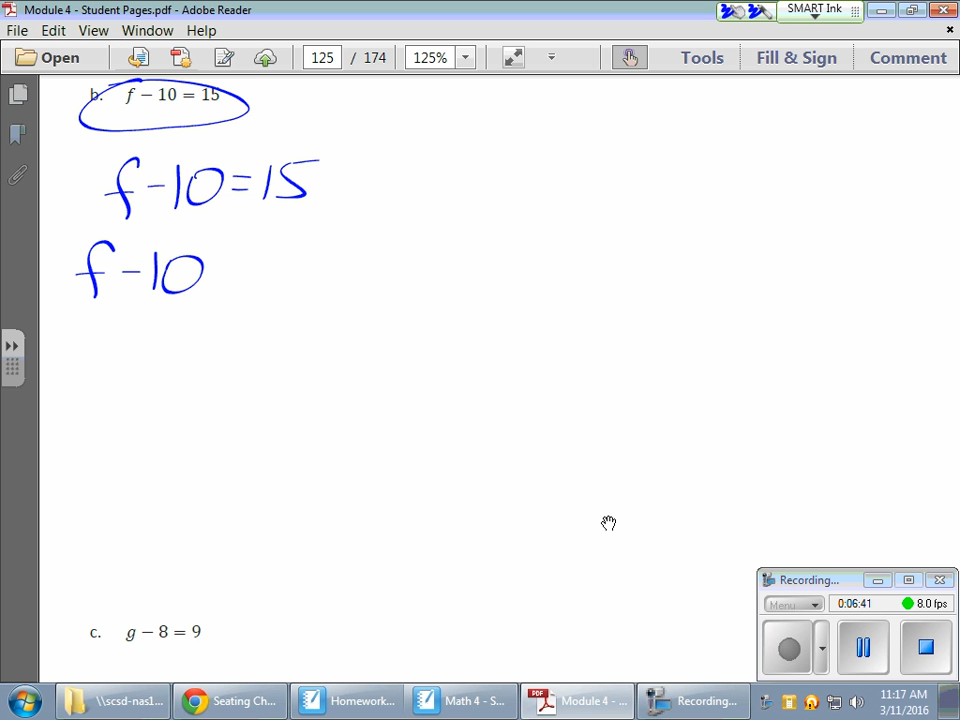 Module 4 - Student Pages.pdf - Adobe Reader
SMART Ink
File Edit View Window Help
Open
125 / 174
125%
Tools
Fill & Sign
Comment
b. f − 10 = 15
f-10=15
f-10
c. g − 8 = 9
Recording...
Menu
0:06:41
8.0 fps
\\scsd-nas1...
Seating Ch...
Homework...
Math 4 - S...
PDF
Module 4 - ...
Recording...
11:17 AM
3/11/2016